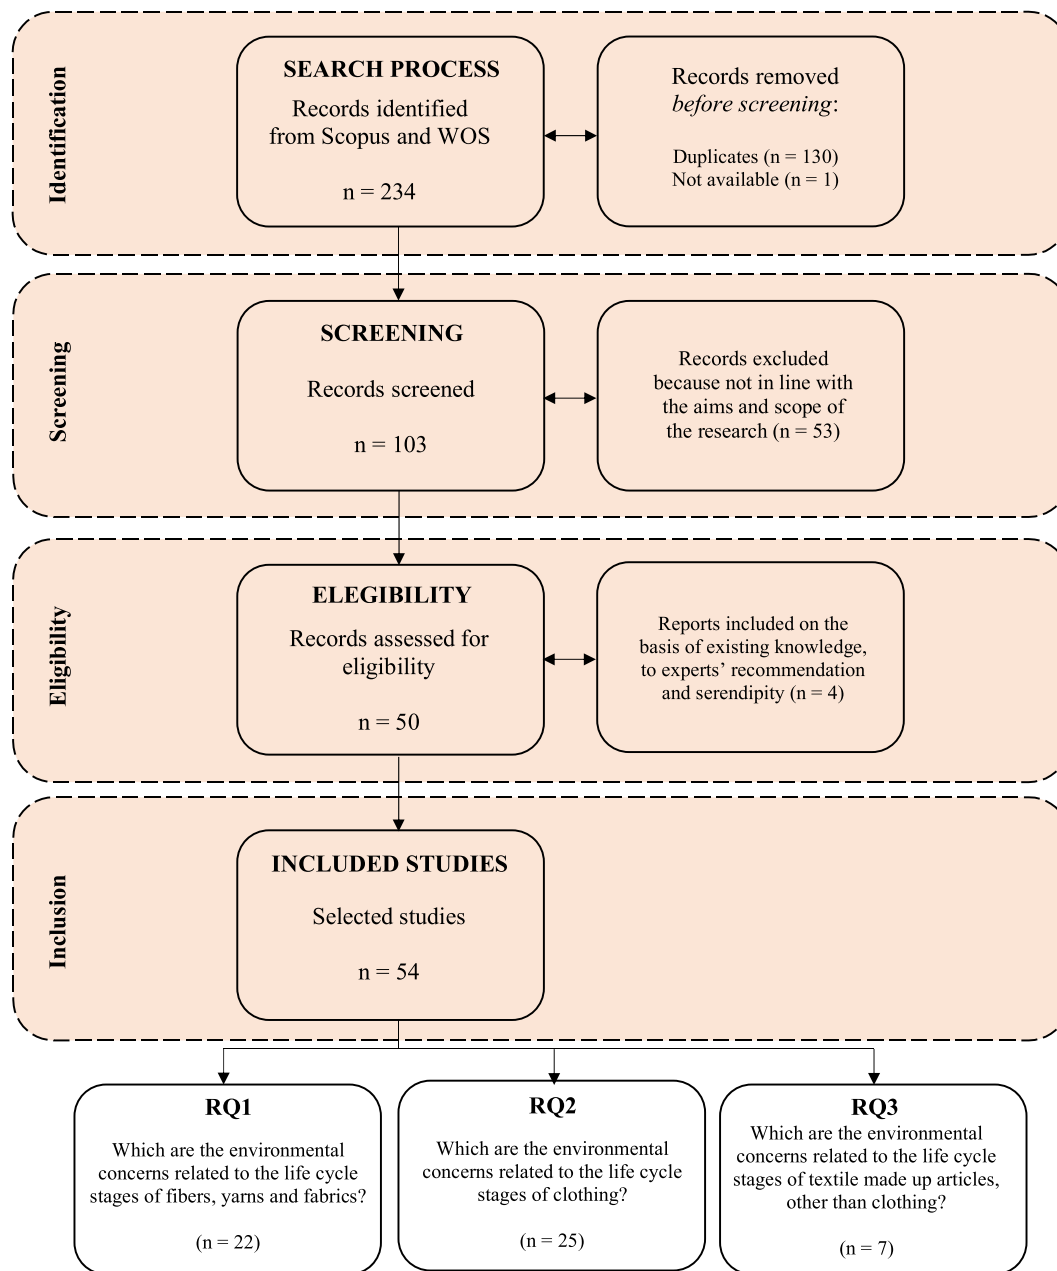 Identification
SEARCH PROCESS
Records identified
from Scopus and WOS
n = 234
Records removed
before screening:
Duplicates (n = 130)
Not available (n = 1)
Screening
SCREENING
Records screened
n = 103
Records excluded
because not in line with
the aims and scope of
the research (n = 53)
Eligibility
ELEGIBILITY
Records assessed for
eligibility
n = 50
Reports included on the
basis of existing knowledge,
to experts’ recommendation
and serendipity (n = 4)
Inclusion
INCLUDED STUDIES
Selected studies
n = 54
RQ1
Which are the environmental
concerns related to the life cycle
stages of fibers, yarns and fabrics?
(n = 22)
RQ2
Which are the environmental
concerns related to the life cycle
stages of clothing?
(n = 25)
RQ3
Which are the environmental
concerns related to the life cycle
stages of textile made up articles,
other than clothing?
(n = 7)